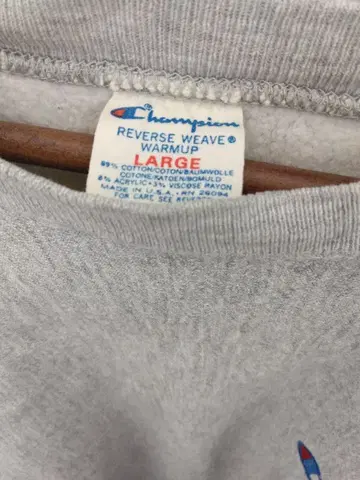 Champion
REVERSE WEAVE®
WARMUP
LARGE
89% COTTON/COTON/BAUMWOLLE
COTONE/KATOEN/BOMULD
8% ACRYLIC•3% VISCOSE RAYON
MADE IN U.S.A.•RN 26094
FOR CARE SEE REVERSE